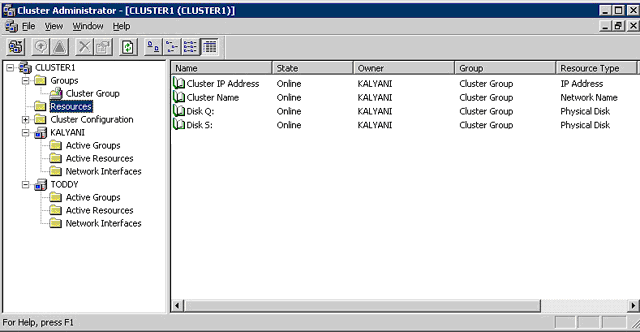 Cluster Administrator - [CLUSTER1 (CLUSTER1)]
File View Window Help
CLUSTER1
Groups
Cluster Group
Resources
Cluster Configuration
KALYANI
Active Groups
Active Resources
Network Interfaces
TODDY
Active Groups
Active Resources
Network Interfaces
Name State Owner Group Resource Type
Cluster IP Address Online KALYANI Cluster Group IP Address
Cluster Name Online KALYANI Cluster Group Network Name
Disk Q: Online KALYANI Cluster Group Physical Disk
Disk S: Online KALYANI Cluster Group Physical Disk
For Help, press F1